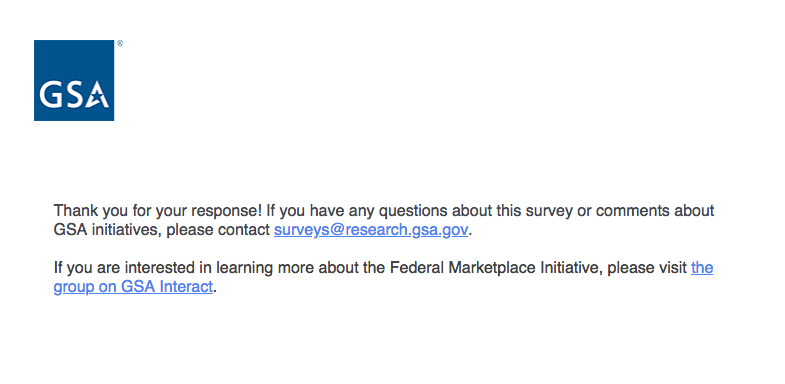 GSA®
Thank you for your response! If you have any questions about this survey or comments about
GSA initiatives, please contact surveys@research.gsa.gov.
If you are interested in learning more about the Federal Marketplace Initiative, please visit the
group on GSA Interact.